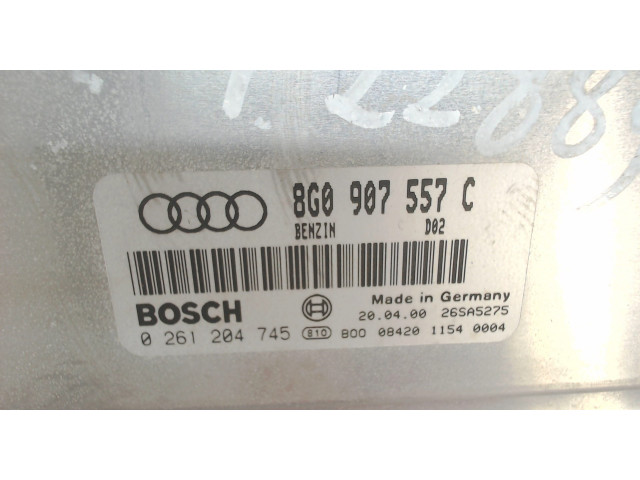 8G0 907 557 C
BENZIN D02
BOSCH
Made in Germany
20.04.00 26SA5275
0 261 204 745 810 B00 08420 1154 0004